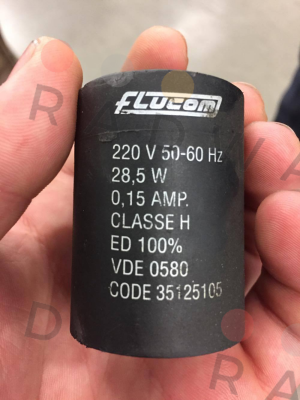 FLUCOM
220 V 50-60 Hz
28,5 W
0,15 AMP.
CLASSE H
ED 100%
VDE 0580
CODE 35125105